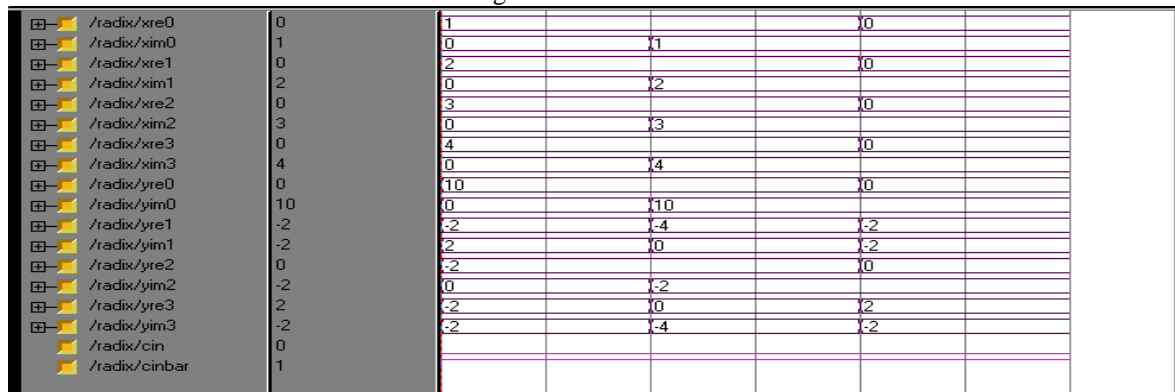 /radix/xre0 0 1 0
/radix/xim0 1 0 1
/radix/xre1 0 2 0
/radix/xim1 2 0 2
/radix/xre2 0 3 0
/radix/xim2 3 0 3
/radix/xre3 0 4 0
/radix/xim3 4 0 4
/radix/yre0 0 10 0
/radix/yim0 10 0 10
/radix/yre1 -2 -2 -4 -2
/radix/yim1 -2 2 0 -2
/radix/yre2 0 -2 0
/radix/yim2 -2 0 -2
/radix/yre3 2 -2 0 2
/radix/yim3 -2 -2 -4 -2
/radix/cin 0
/radix/cinbar 1